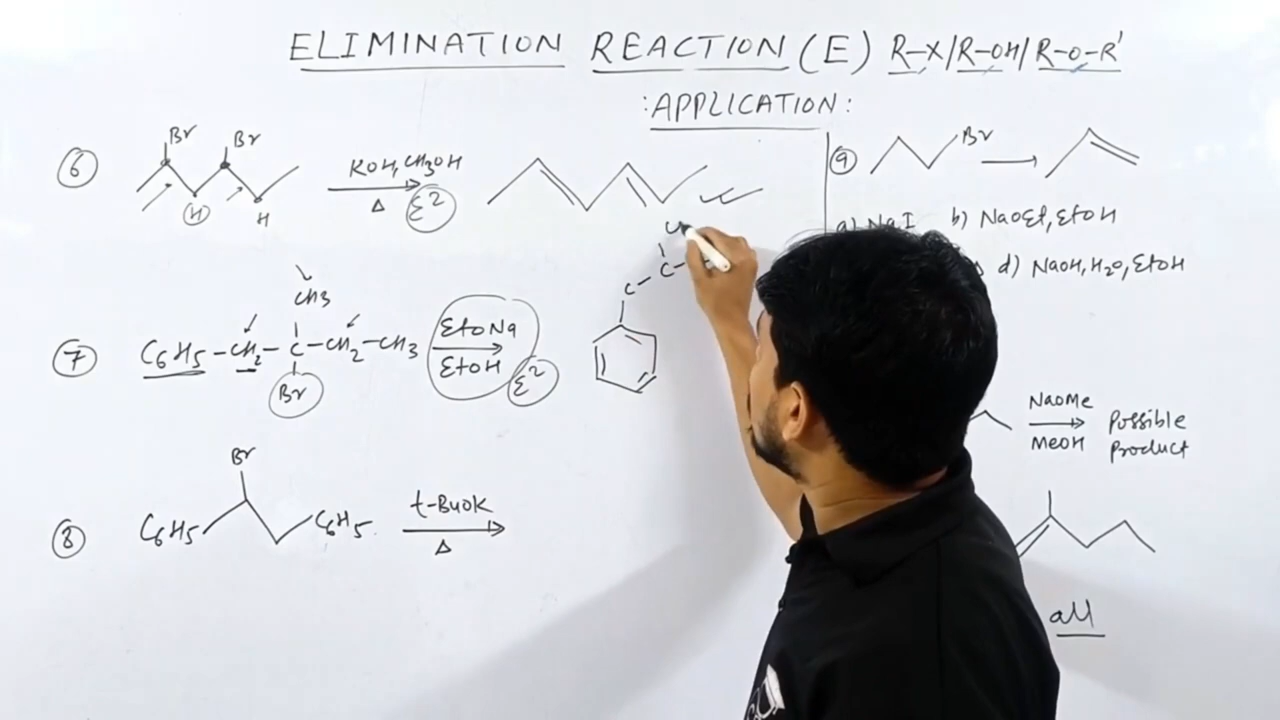 ELIMINATION REACTION (E) R-X/R-OH/R-O-R'
:APPLICATION:
⑥ Br Br
H H
KOH, CH3OH
Δ E²
⑦ CH3
C6H5-CH2-C-CH2-CH3
Br
EtONa
EtOH E²
C-C-
⑧ Br
C6H5 C6H5
t-BuOK
Δ
⑨ Br
a) NaI b) NaOEt, EtOH
d) NaOH, H2O, EtOH
NaOMe
MeOH
Possible
Product
all